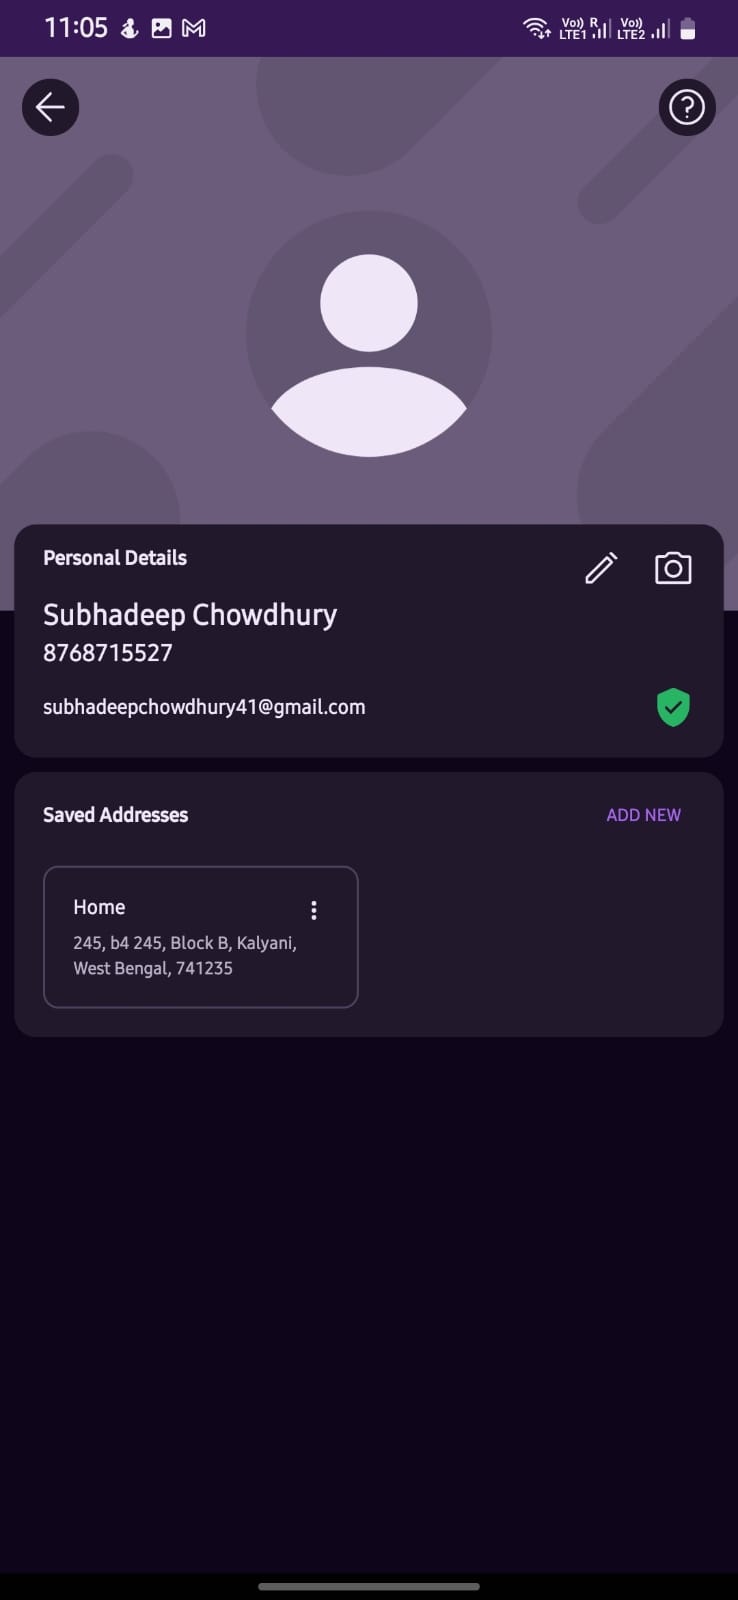 11:05
Vo)) R Vo))
LTE1 LTE2
Personal Details
Subhadeep Chowdhury
8768715527
subhadeepchowdhury41@gmail.com
Saved Addresses
ADD NEW
Home
245, b4 245, Block B, Kalyani,
West Bengal, 741235